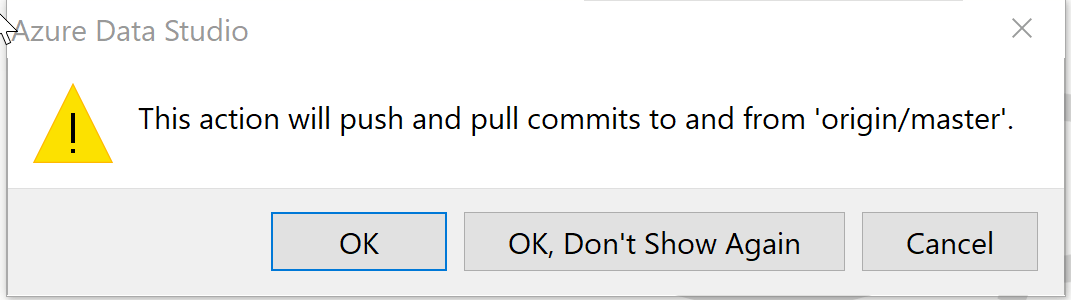 Azure Data Studio
This action will push and pull commits to and from 'origin/master'.
OK
OK, Don't Show Again
Cancel